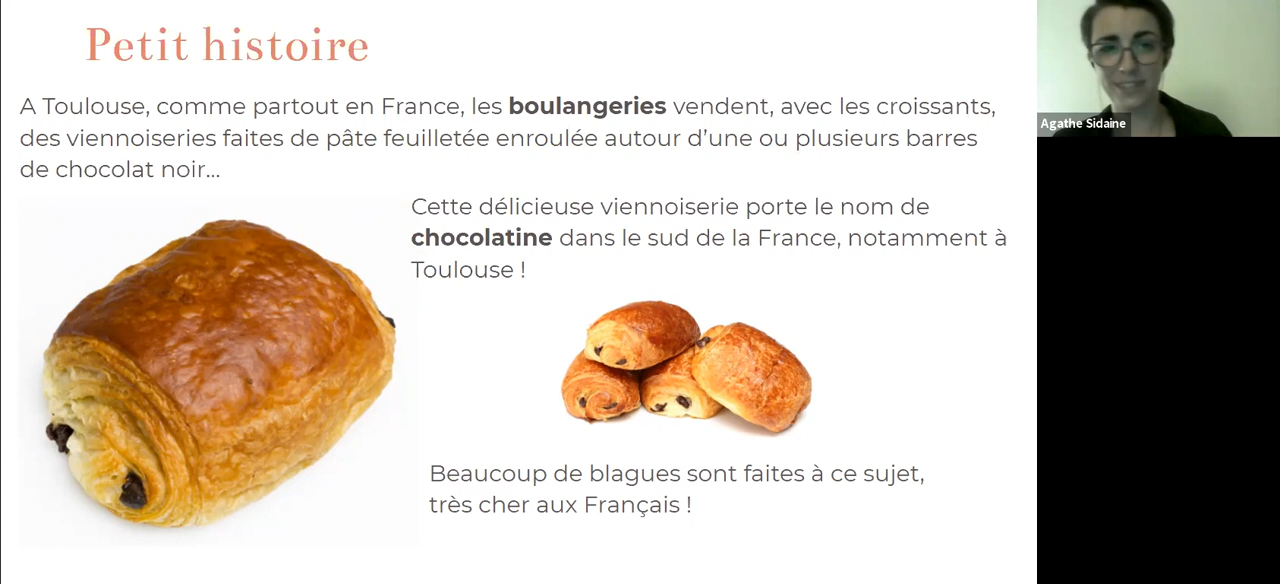 Petit histoire
A Toulouse, comme partout en France, les boulangeries vendent, avec les croissants,
des viennoiseries faites de pâte feuilletée enroulée autour d’une ou plusieurs barres
de chocolat noir...
Cette délicieuse viennoiserie porte le nom de
chocolatine dans le sud de la France, notamment à
Toulouse !
Beaucoup de blagues sont faites à ce sujet,
très cher aux Français !
Agathe Sidaine